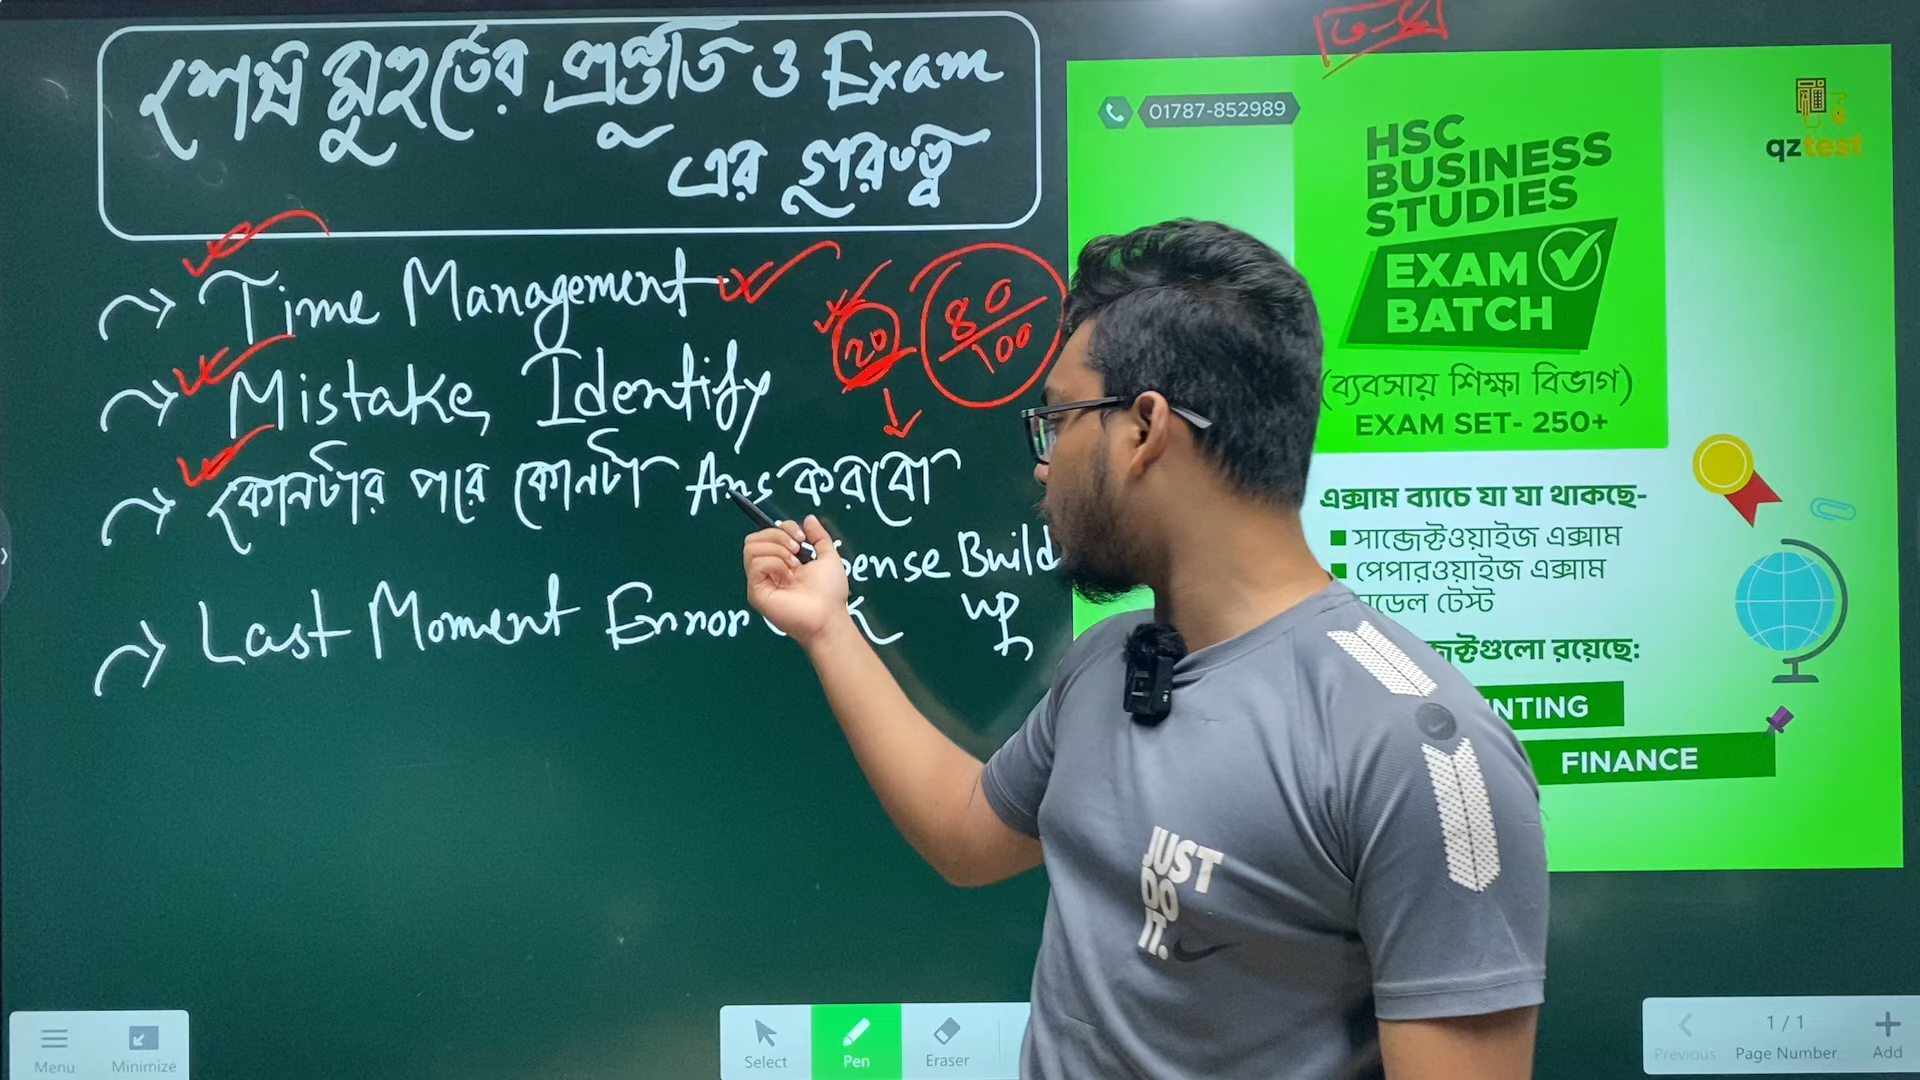 শেষ মুহূর্তের প্রস্তুতি ও Exam
এর গুরুত্ব
Time Management
20
80
100
Mistake Identify
কোনটার পরে কোনটা Ans করবো
Sense Build
up
Last Moment Error
01787-852989
qztest
HSC
BUSINESS
STUDIES
EXAM
BATCH
(ব্যবসায় শিক্ষা বিভাগ)
EXAM SET- 250+
এক্সাম ব্যাচে যা যা থাকছে-
সাব্জেক্টওয়াইজ এক্সাম
পেপারওয়াইজ এক্সাম
টেস্ট
রয়েছে:
NTING
FINANCE
JUST
DO
IT.
Menu
Minimize
Select
Pen
Eraser
Previous
1 / 1
Page Number
Add